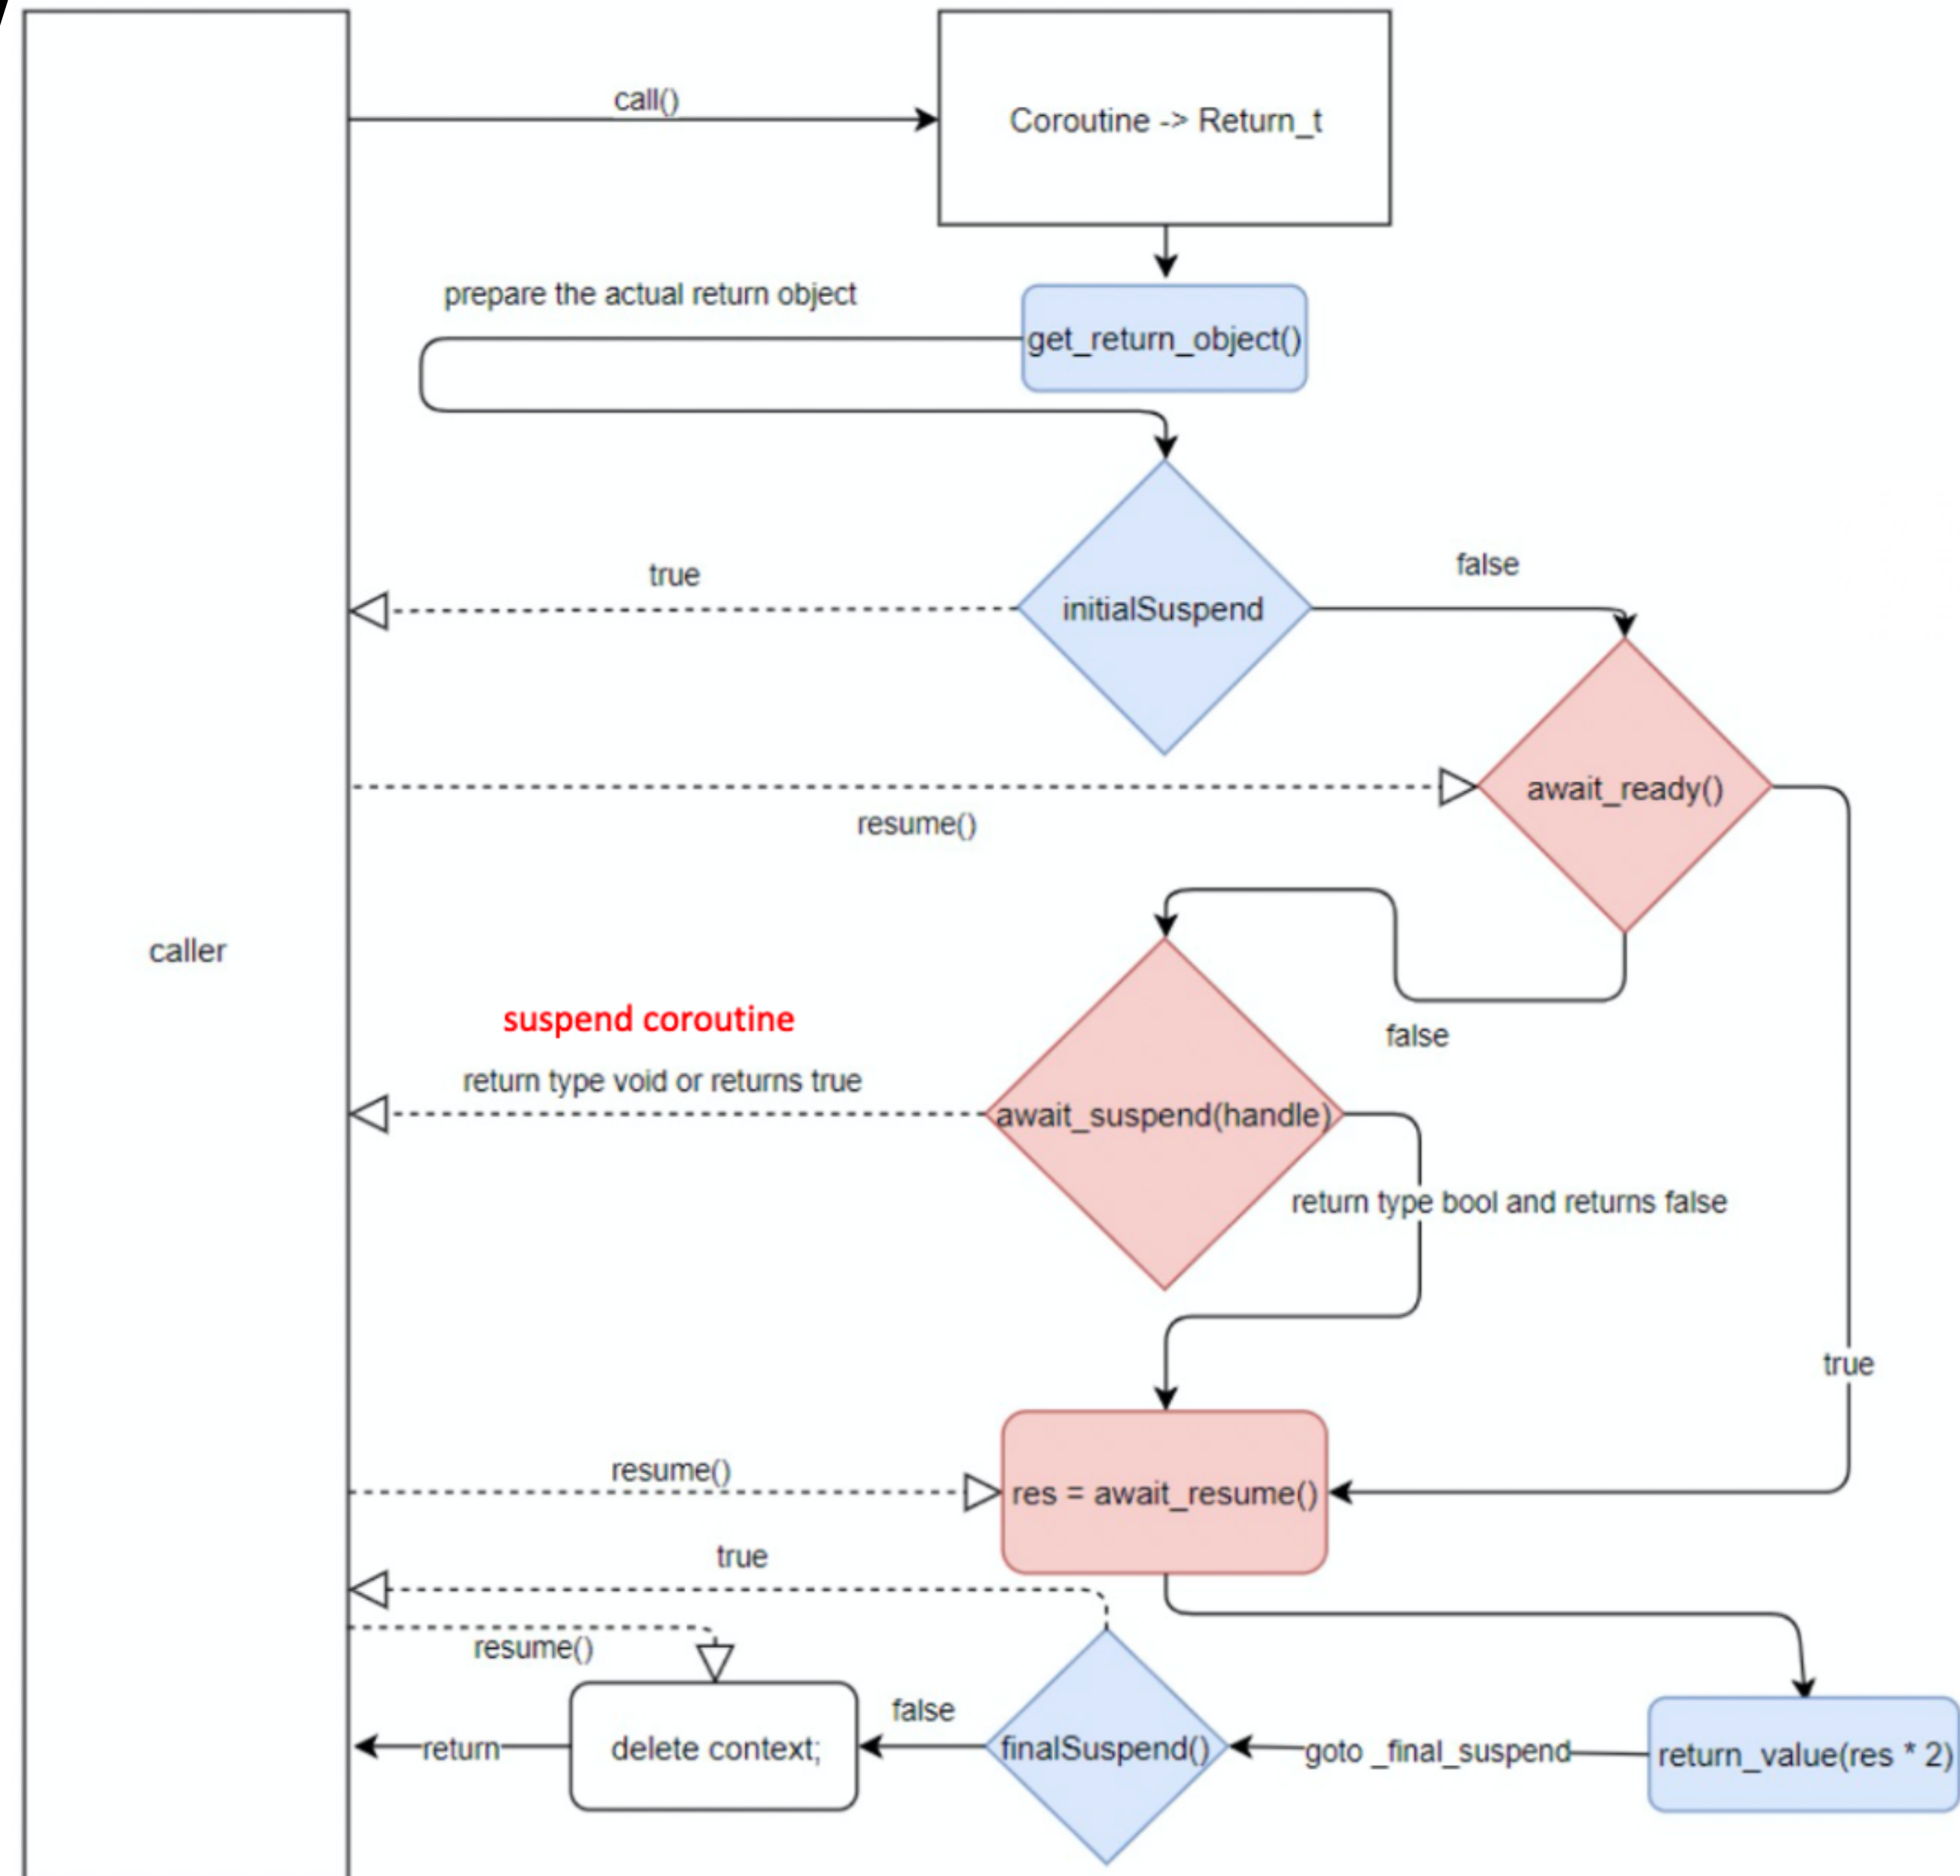 call()
Coroutine -> Return_t
prepare the actual return object
get_return_object()
true
false
initialSuspend
await_ready()
resume()
caller
suspend coroutine
false
return type void or returns true
await_suspend(handle)
return type bool and returns false
true
resume()
res = await_resume()
true
resume()
false
return
delete context;
finalSuspend()
goto _final_suspend
return_value(res * 2)